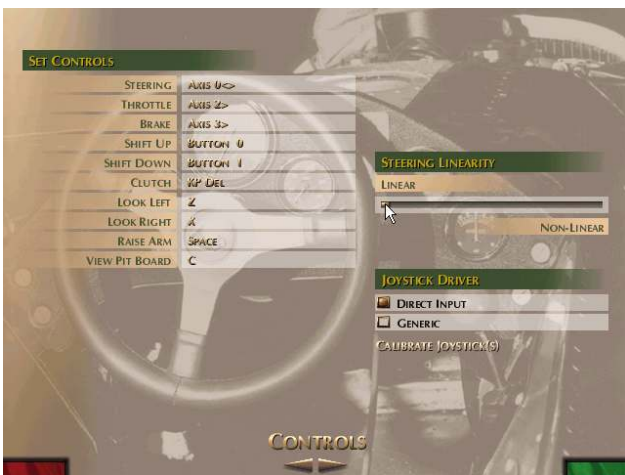 SET CONTROLS
STEERING AXIS 0<>
THROTTLE AXIS 2>
BRAKE AXIS 3>
SHIFT UP BUTTON 0
SHIFT DOWN BUTTON 1
CLUTCH KP DEL
LOOK LEFT Z
LOOK RIGHT X
RAISE ARM SPACE
VIEW PIT BOARD C
STEERING LINEARITY
LINEAR
NON-LINEAR
JOYSTICK DRIVER
DIRECT INPUT
GENERIC
CALIBRATE JOYSTICK(S)
CONTROLS